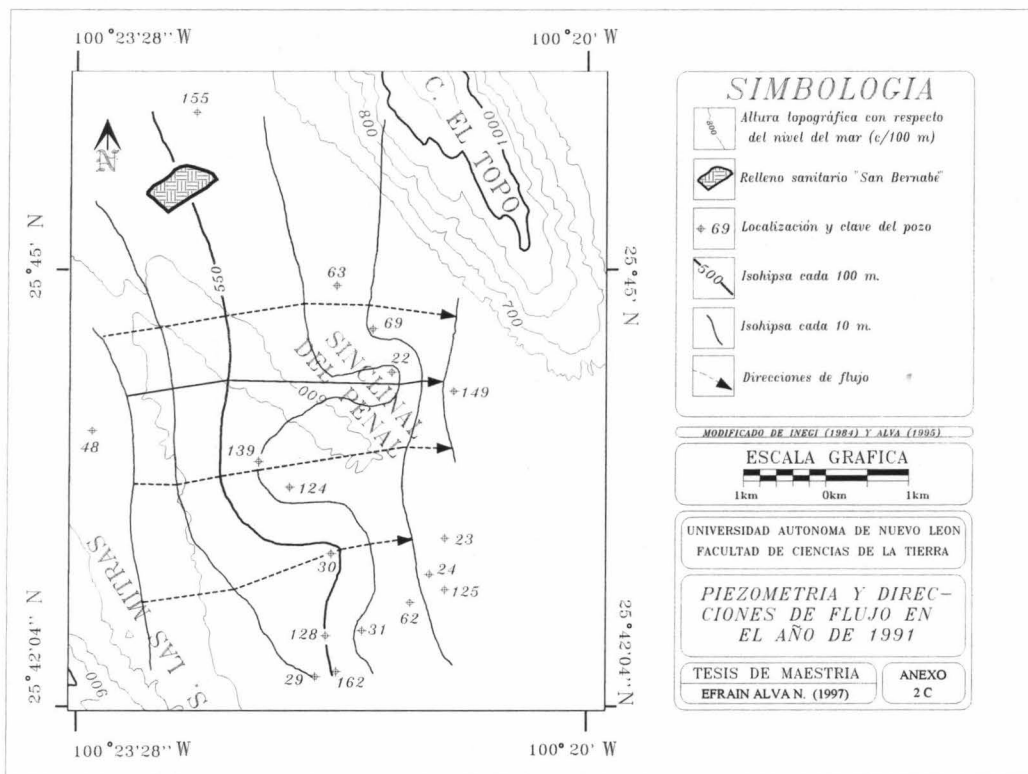 100°23'28'' W
100°20' W
155
800
1000
C. EL TOPO
N
25°45' N
25°45' N
550
63
700
69
SINCLINAL
DEL PENAL
22
600
149
48
139
124
23
30
24
125
S. LAS MITRAS
62
128
31
29
162
900
25°42'04'' N
25°42'04'' N
100°23'28'' W
100°20' W
SIMBOLOGIA
800
Altura topográfica con respecto
del nivel del mar (c/100 m)
Relleno sanitario "San Bernabé"
69
Localización y clave del pozo
500
Isohipsa cada 100 m.
Isohipsa cada 10 m.
Direcciones de flujo
MODIFICADO DE INEGI (1984) Y ALVA (1995)
ESCALA GRAFICA
1km 0km 1km
UNIVERSIDAD AUTONOMA DE NUEVO LEON
FACULTAD DE CIENCIAS DE LA TIERRA
PIEZOMETRIA Y DIREC-
CIONES DE FLUJO EN
EL AÑO DE 1991
TESIS DE MAESTRIA
EFRAIN ALVA N. (1997)
ANEXO
2 C